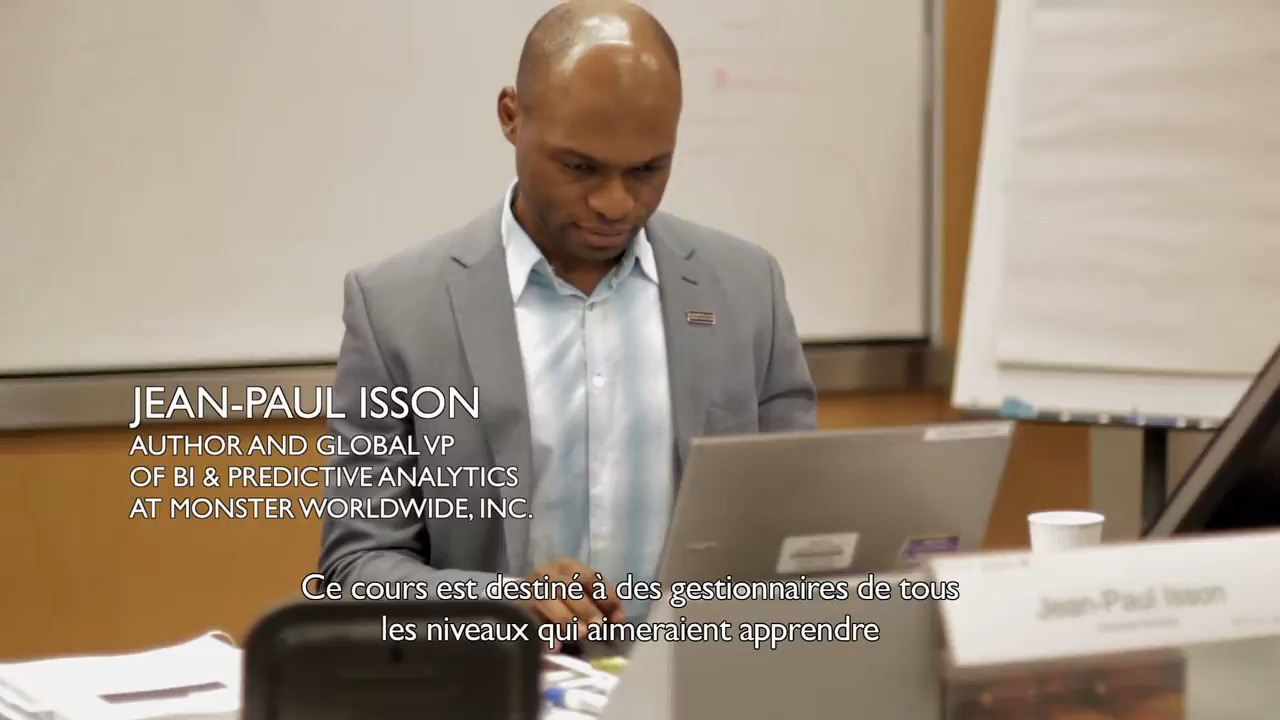 JEAN-PAUL ISSON
AUTHOR AND GLOBAL VP
OF BI & PREDICTIVE ANALYTICS
AT MONSTER WORLDWIDE, INC.
Ce cours est destiné à des gestionnaires de tous
les niveaux qui aimeraient apprendre
Jean-Paul Isson